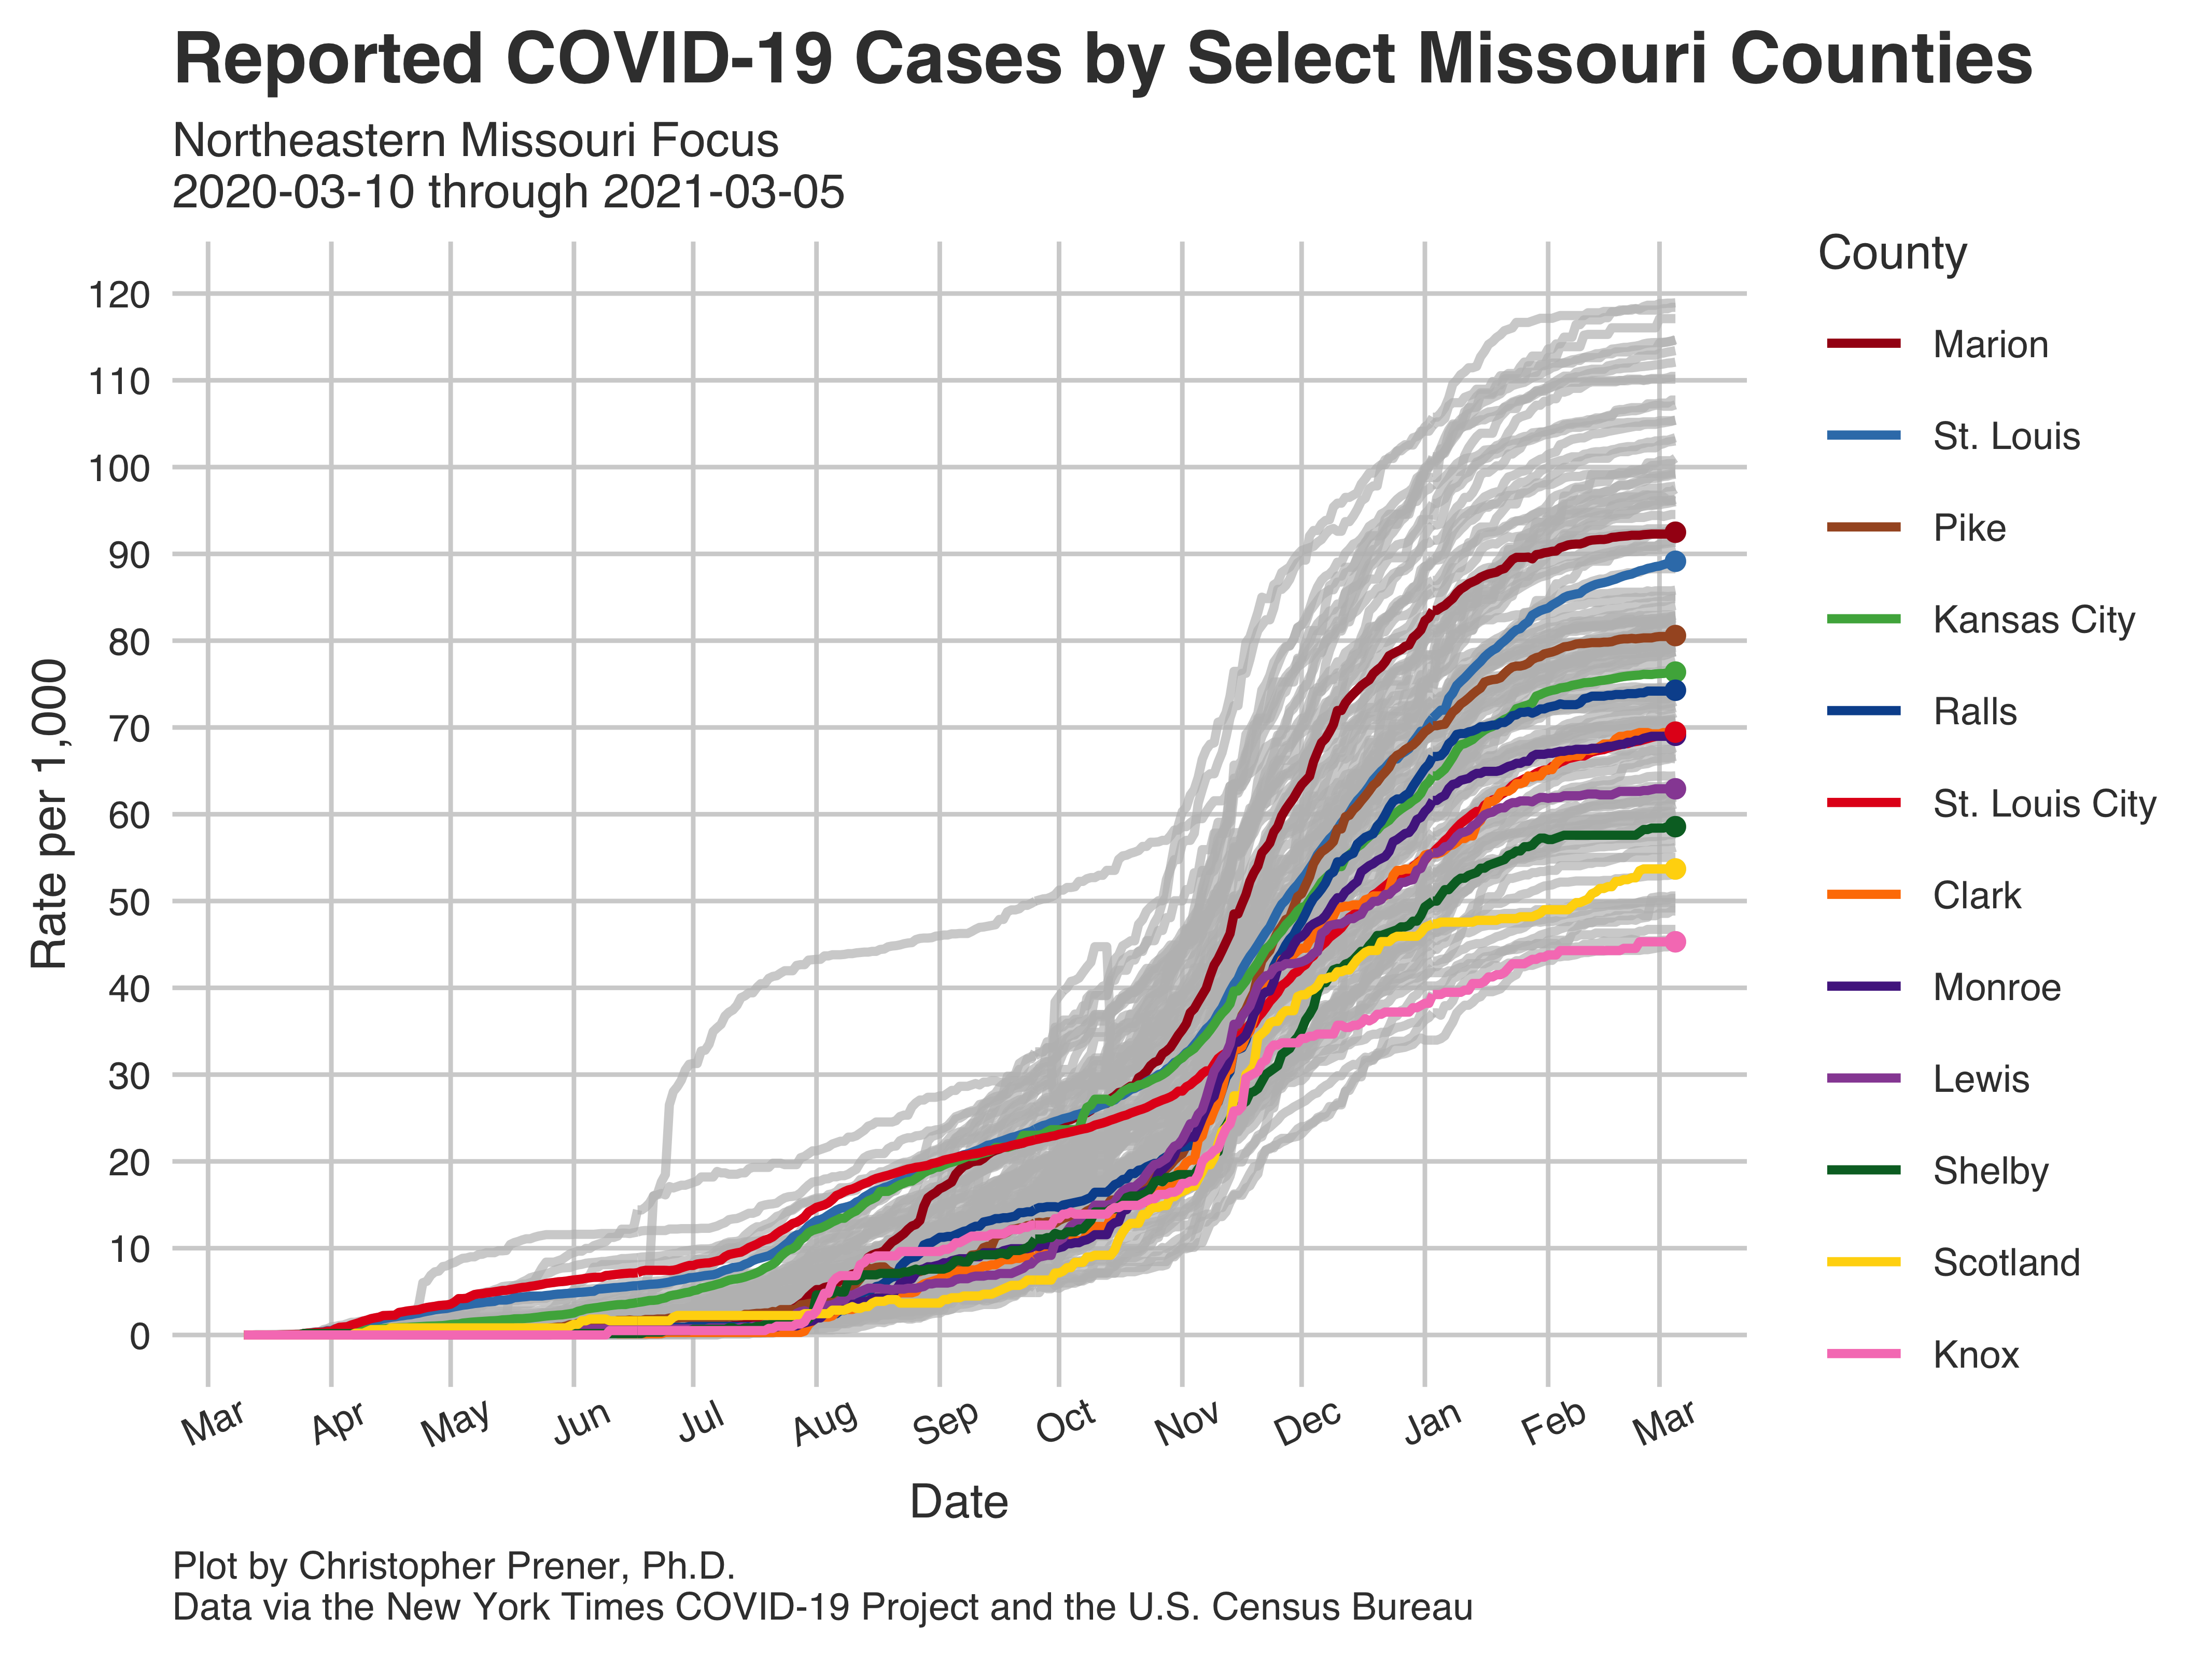 Reported COVID-19 Cases by Select Missouri Counties
Northeastern Missouri Focus
2020-03-10 through 2021-03-05
County
Marion
St. Louis
Pike
Kansas City
Ralls
St. Louis City
Clark
Monroe
Lewis
Shelby
Scotland
Knox
Rate per 1,000
120
110
100
90
80
70
60
50
40
30
20
10
0
Mar Apr May Jun Jul Aug Sep Oct Nov Dec Jan Feb Mar
Date
Plot by Christopher Prener, Ph.D.
Data via the New York Times COVID-19 Project and the U.S. Census Bureau